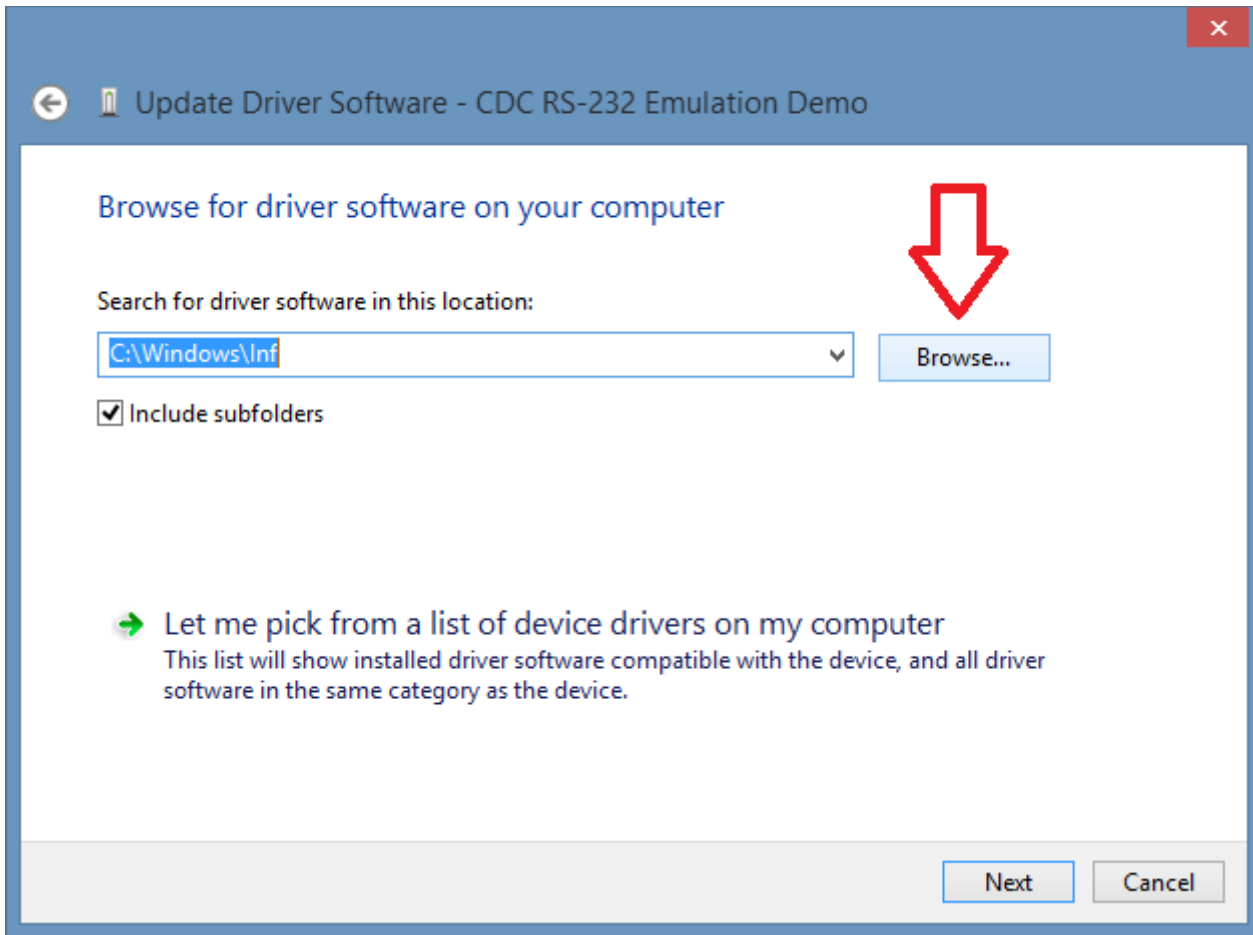 Update Driver Software - CDC RS-232 Emulation Demo
Browse for driver software on your computer
Search for driver software in this location:
C:\Windows\Inf
Browse...
Include subfolders
Let me pick from a list of device drivers on my computer
This list will show installed driver software compatible with the device, and all driver
software in the same category as the device.
Next
Cancel